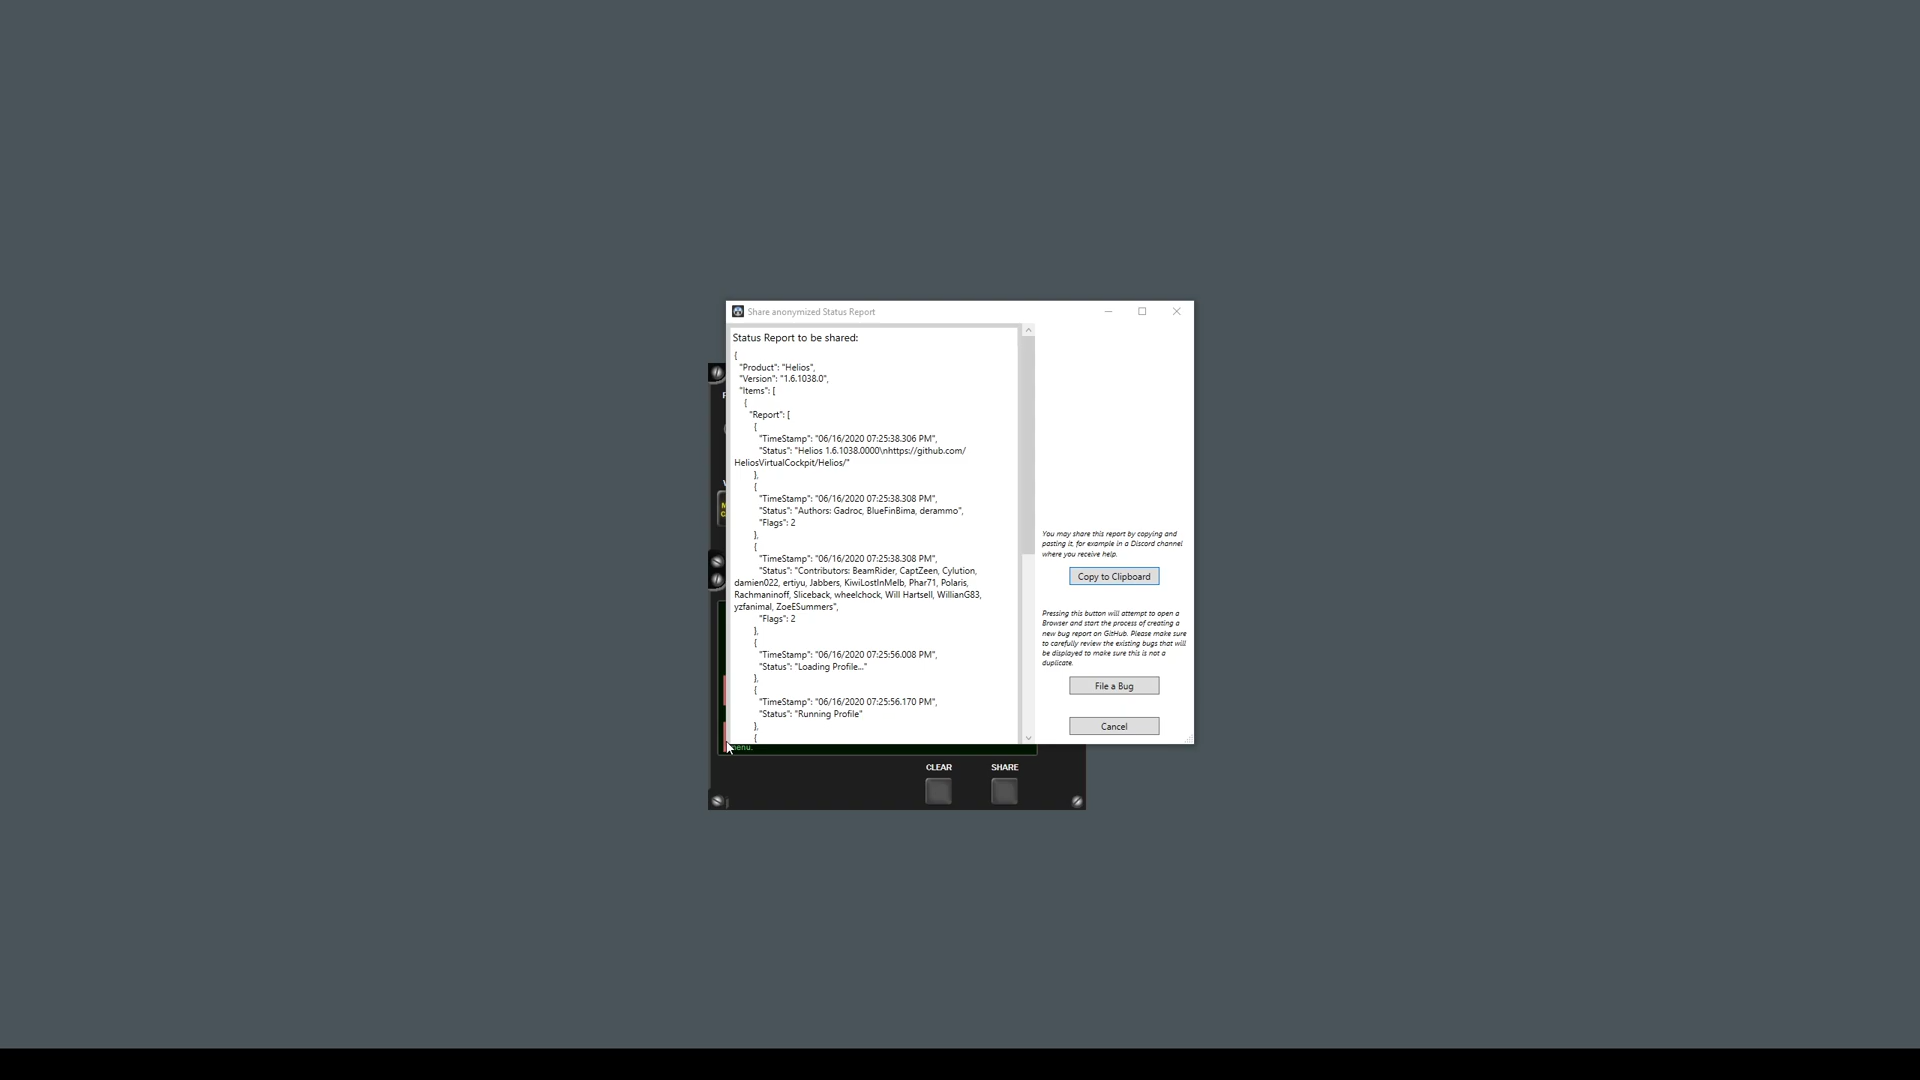 Share anonymized Status Report
Status Report to be shared:
{
"Product": "Helios",
"Version": "1.6.1038.0",
"Items": [
{
"Report": [
{
"TimeStamp": "06/16/2020 07:25:38.306 PM",
"Status": "Helios 1.6.1038.0000\nhttps://github.com/
HeliosVirtualCockpit/Helios/"
},
{
"TimeStamp": "06/16/2020 07:25:38.308 PM",
"Status": "Authors: Gadroc, BlueFinBima, derammo",
"Flags": 2
},
{
"TimeStamp": "06/16/2020 07:25:38.308 PM",
"Status": "Contributors: BeamRider, CaptZeen, Cylution,
damien022, ertiyu, Jabbers, KiwiLostInMelb, Phar71, Polaris,
Rachmaninoff, Sliceback, wheelchock, Will Hartsell, WillianG83,
yzfanimal, ZoeESummers",
"Flags": 2
},
{
"TimeStamp": "06/16/2020 07:25:56.008 PM",
"Status": "Loading Profile..."
},
{
"TimeStamp": "06/16/2020 07:25:56.170 PM",
"Status": "Running Profile"
},
{
You may share this report by copying and
pasting it, for example in a Discord channel
where you receive help.
Copy to Clipboard
Pressing this button will attempt to open a
Browser and start the process of creating a
new bug report on GitHub. Please make sure
to carefully review the existing bugs that will
be displayed to make sure this is not a
duplicate.
File a Bug
Cancel
CLEAR
SHARE